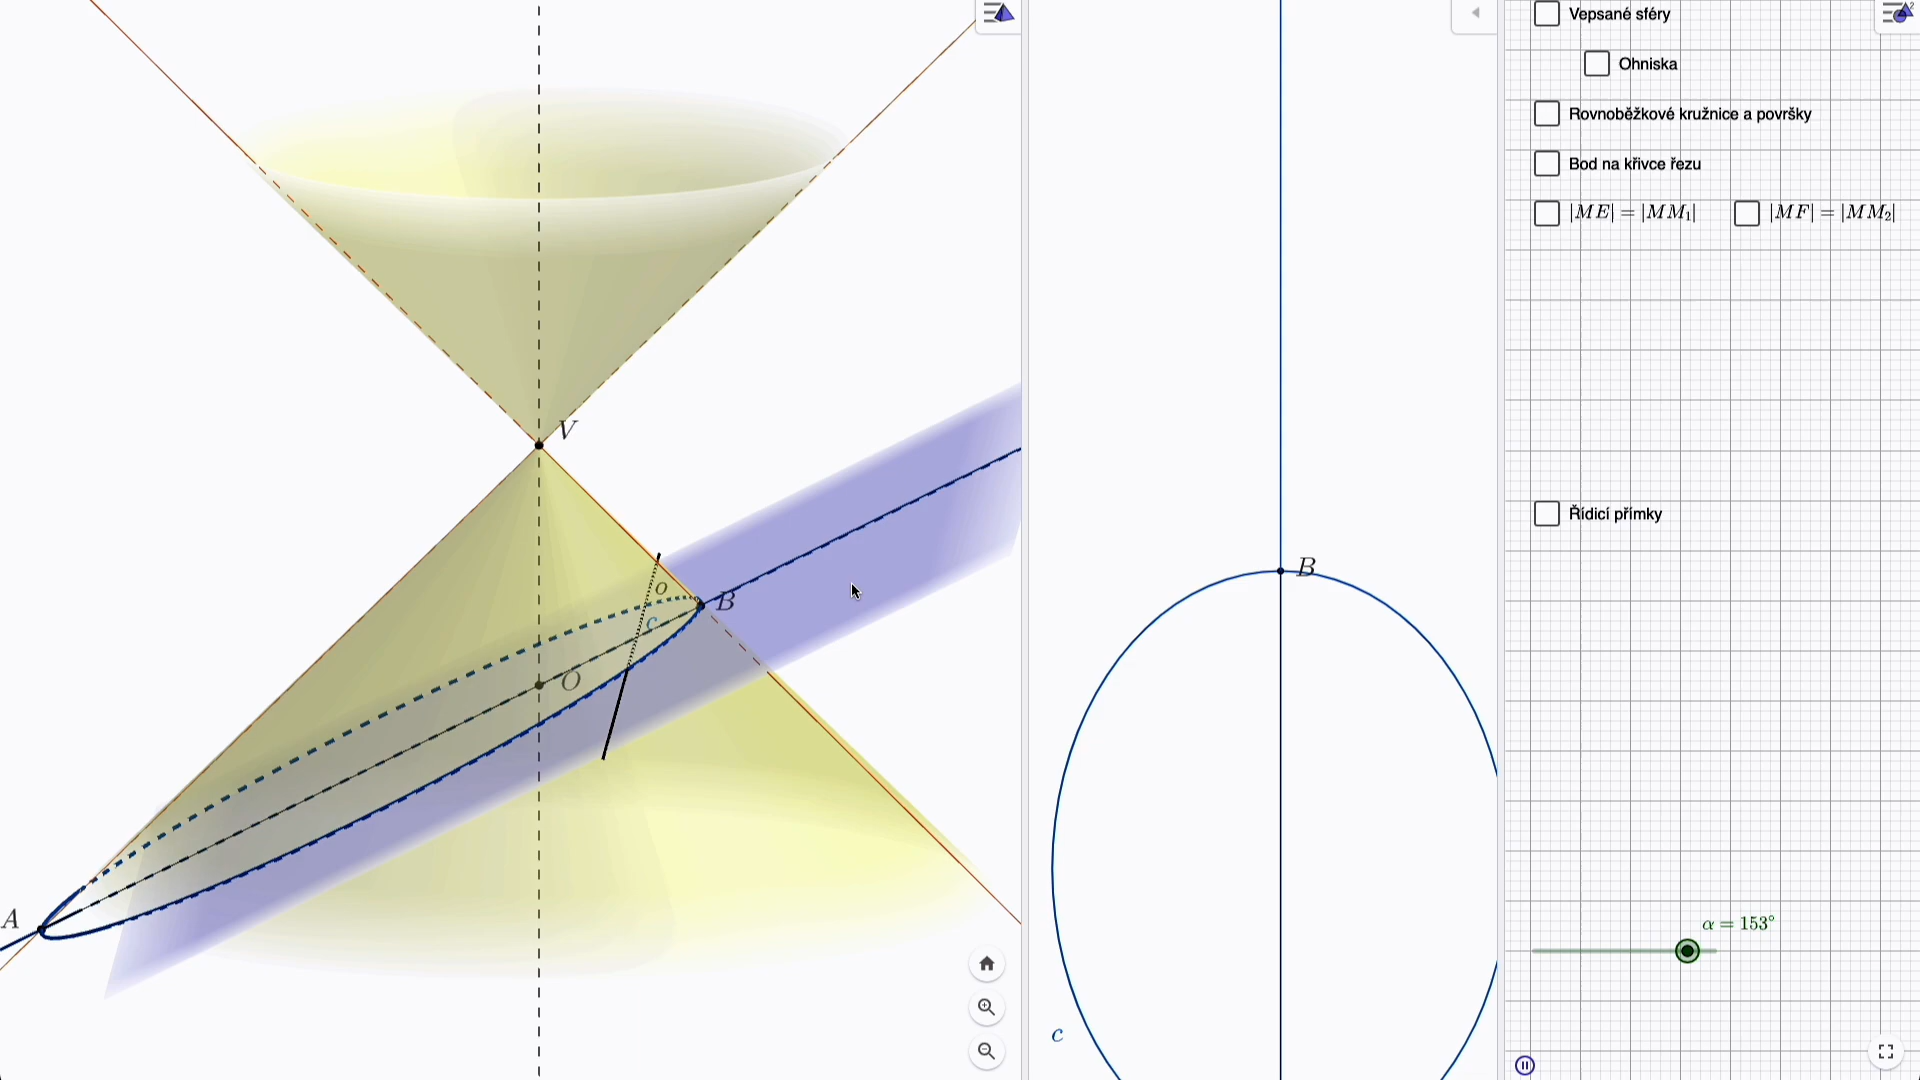 V
o
B
c
O
A
B
c
Vepsané sféry
Ohniska
Rovnoběžkové kružnice a površky
Bod na křivce řezu
|ME| = |MM₁| |MF| = |MM₂|
Řídicí přímky
α = 153°